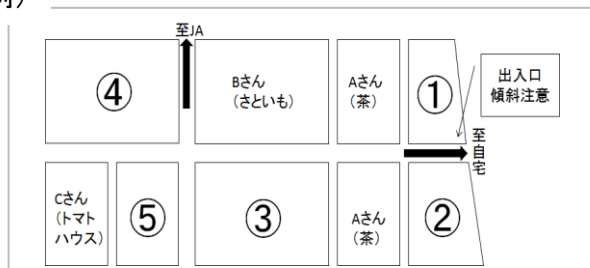 例）
至JA
④
Bさん
（さといも）
Aさん
（茶）
①
出入口
傾斜注意
至
自
宅
Cさん
（トマト
ハウス）
⑤
③
Aさん
（茶）
②